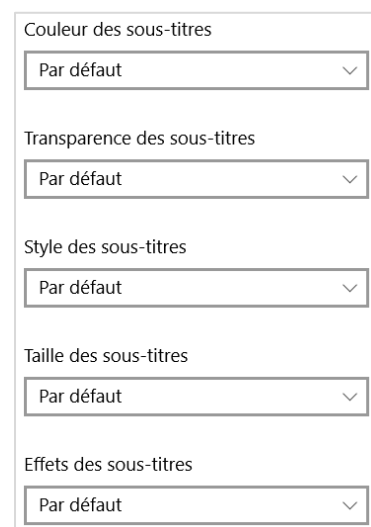 Couleur des sous-titres
Par défaut
Transparence des sous-titres
Par défaut
Style des sous-titres
Par défaut
Taille des sous-titres
Par défaut
Effets des sous-titres
Par défaut